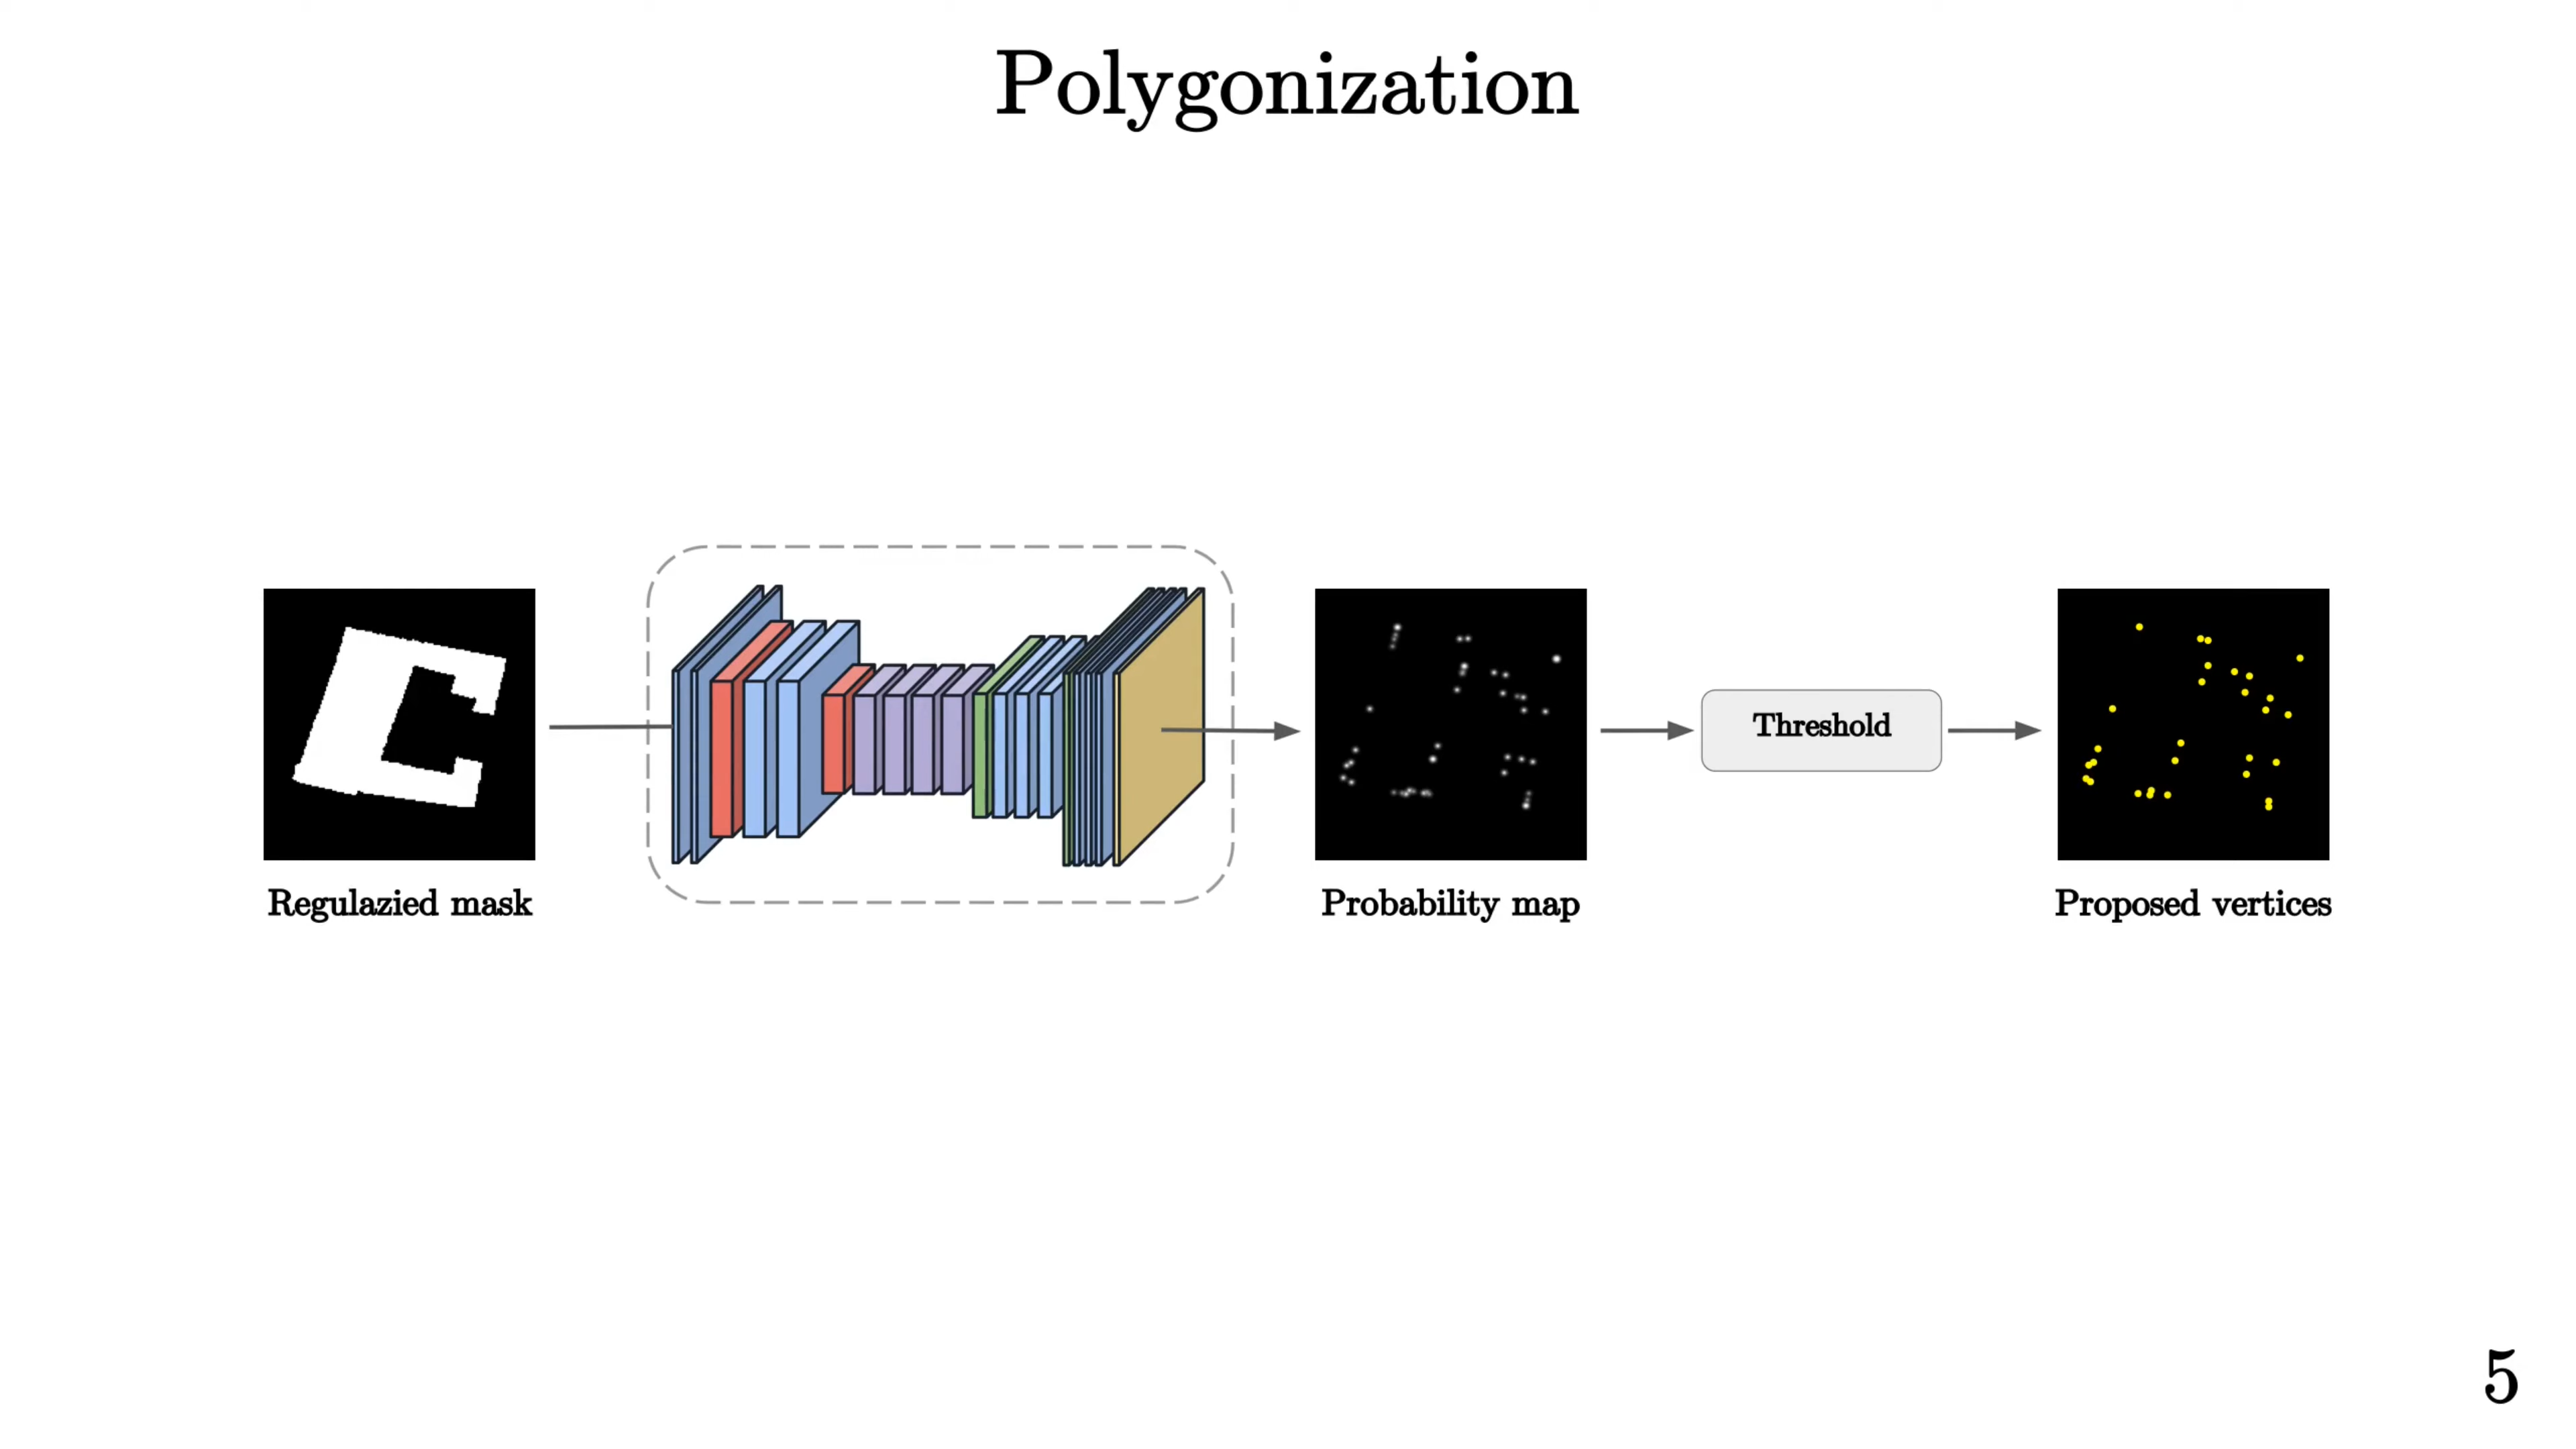 Polygonization
Threshold
Regulazied mask
Probability map
Proposed vertices
5